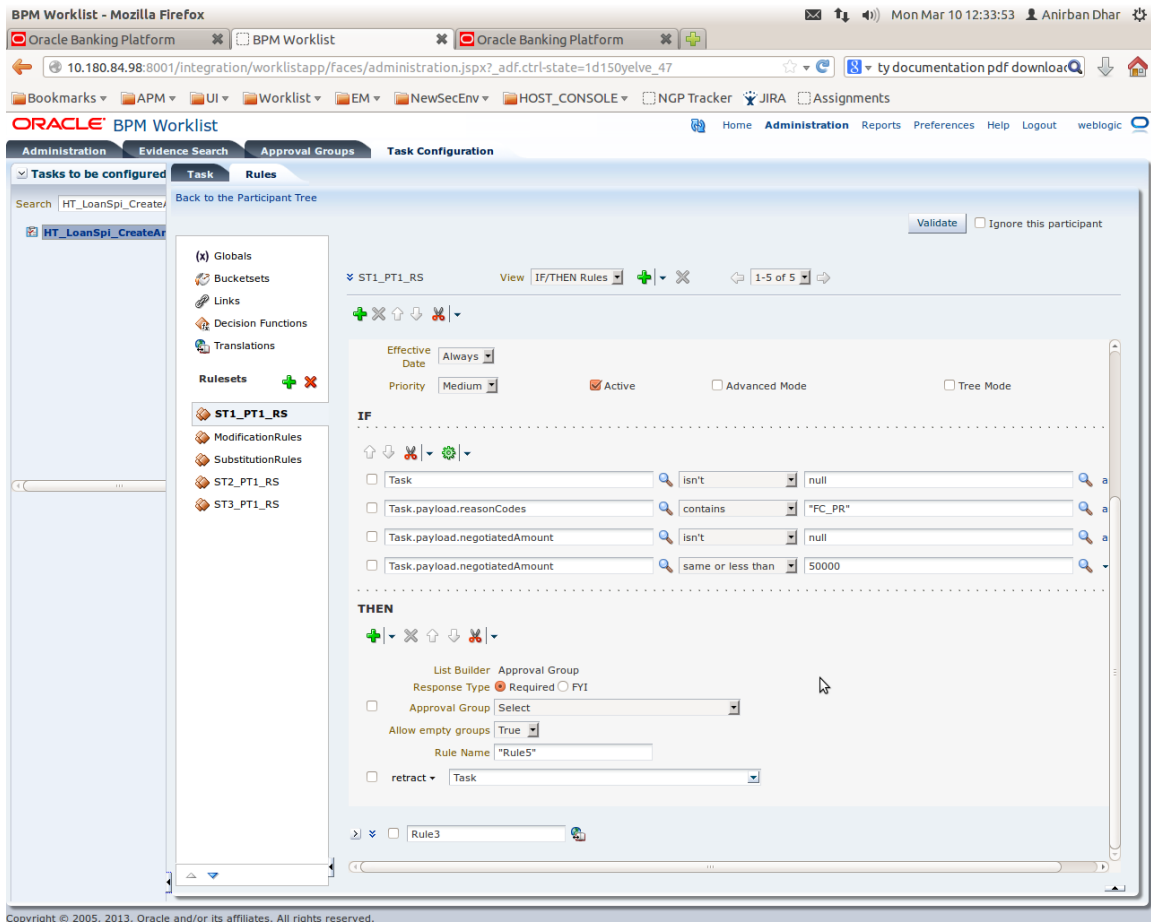 BPM Worklist - Mozilla Firefox
Mon Mar 10 12:33:53 Anirban Dhar
Oracle Banking Platform BPM Worklist Oracle Banking Platform
10.180.84.98:8001/integration/worklistapp/faces/administration.jspx?_adf.ctrl-state=1d150yelve_47 ty documentation pdf download
Bookmarks APM UI Worklist EM NewSecEnv HOST_CONSOLE NGP Tracker JIRA Assignments
ORACLE BPM Worklist Home Administration Reports Preferences Help Logout weblogic
Administration Evidence Search Approval Groups Task Configuration
Tasks to be configured Task Rules
Back to the Participant Tree
Search HT_LoanSpi_CreateA
HT_LoanSpi_CreateAr
Validate Ignore this participant
(x) Globals
Bucketsets
Links
Decision Functions
Translations
Rulesets
ST1_PT1_RS
ModificationRules
SubstitutionRules
ST2_PT1_RS
ST3_PT1_RS
ST1_PT1_RS View IF/THEN Rules 1-5 of 5
Effective Date Always
Priority Medium Active Advanced Mode Tree Mode
IF
Task isn't null a
Task.payload.reasonCodes contains "FC_PR" a
Task.payload.negotiatedAmount isn't null a
Task.payload.negotiatedAmount same or less than 50000
THEN
List Builder Approval Group
Response Type Required FYI
Approval Group Select
Allow empty groups True
Rule Name "Rule5"
retract Task
Rule3
Copyright © 2005, 2013, Oracle and/or its affiliates. All rights reserved.